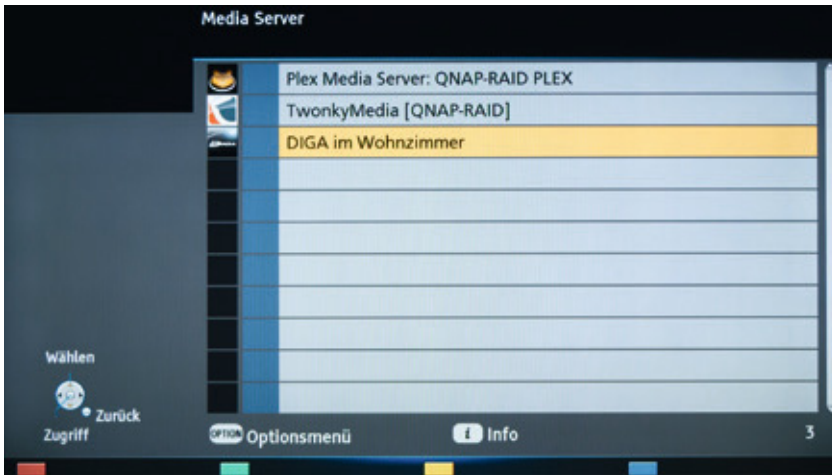 Media Server
Plex Media Server: QNAP-RAID PLEX
TwonkyMedia [QNAP-RAID]
DIGA im Wohnzimmer
Wählen
Zurück
Zugriff
OPTION Optionsmenü
i Info
3